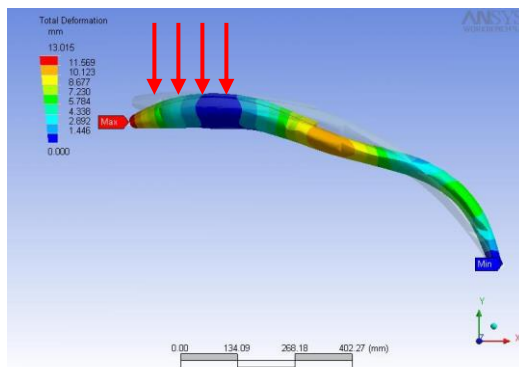 Total Deformation
mm
13.015
11.569
10.123
8.677
7.230
5.784
4.338
2.892
1.446
0.000
ANSYS
Max
Min
Y
Z
X
0.00
134.09
268.18
402.27 (mm)